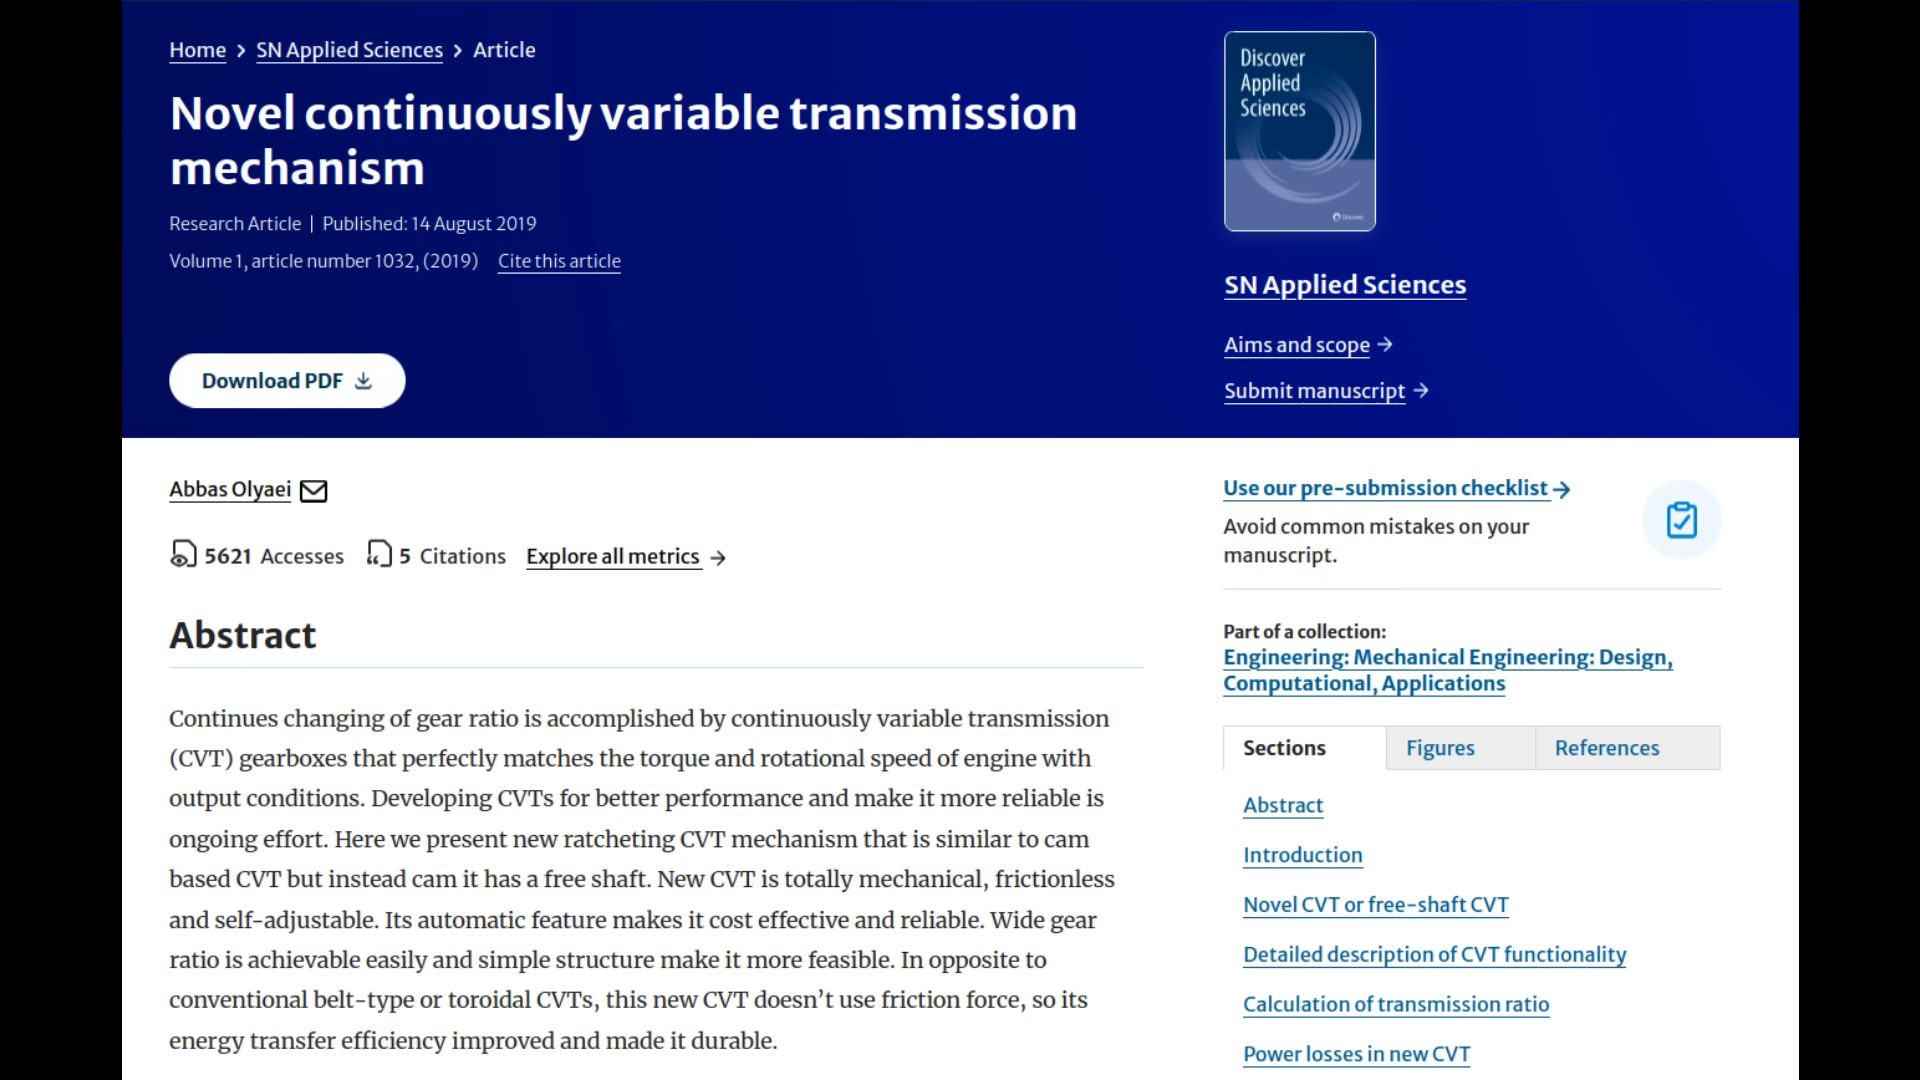 Home > SN Applied Sciences > Article
Novel continuously variable transmission
mechanism
Research Article | Published: 14 August 2019
Volume 1, article number 1032, (2019) Cite this article
Download PDF
Discover
Applied
Sciences
Discover
SN Applied Sciences
Aims and scope →
Submit manuscript →
Abbas Olyaei
5621 Accesses 5 Citations Explore all metrics →
Abstract
Continues changing of gear ratio is accomplished by continuously variable transmission
(CVT) gearboxes that perfectly matches the torque and rotational speed of engine with
output conditions. Developing CVTs for better performance and make it more reliable is
ongoing effort. Here we present new ratcheting CVT mechanism that is similar to cam
based CVT but instead cam it has a free shaft. New CVT is totally mechanical, frictionless
and self-adjustable. Its automatic feature makes it cost effective and reliable. Wide gear
ratio is achievable easily and simple structure make it more feasible. In opposite to
conventional belt-type or toroidal CVTs, this new CVT doesn’t use friction force, so its
energy transfer efficiency improved and made it durable.
Use our pre-submission checklist →
Avoid common mistakes on your
manuscript.
Part of a collection:
Engineering: Mechanical Engineering: Design,
Computational, Applications
Sections Figures References
Abstract
Introduction
Novel CVT or free-shaft CVT
Detailed description of CVT functionality
Calculation of transmission ratio
Power losses in new CVT